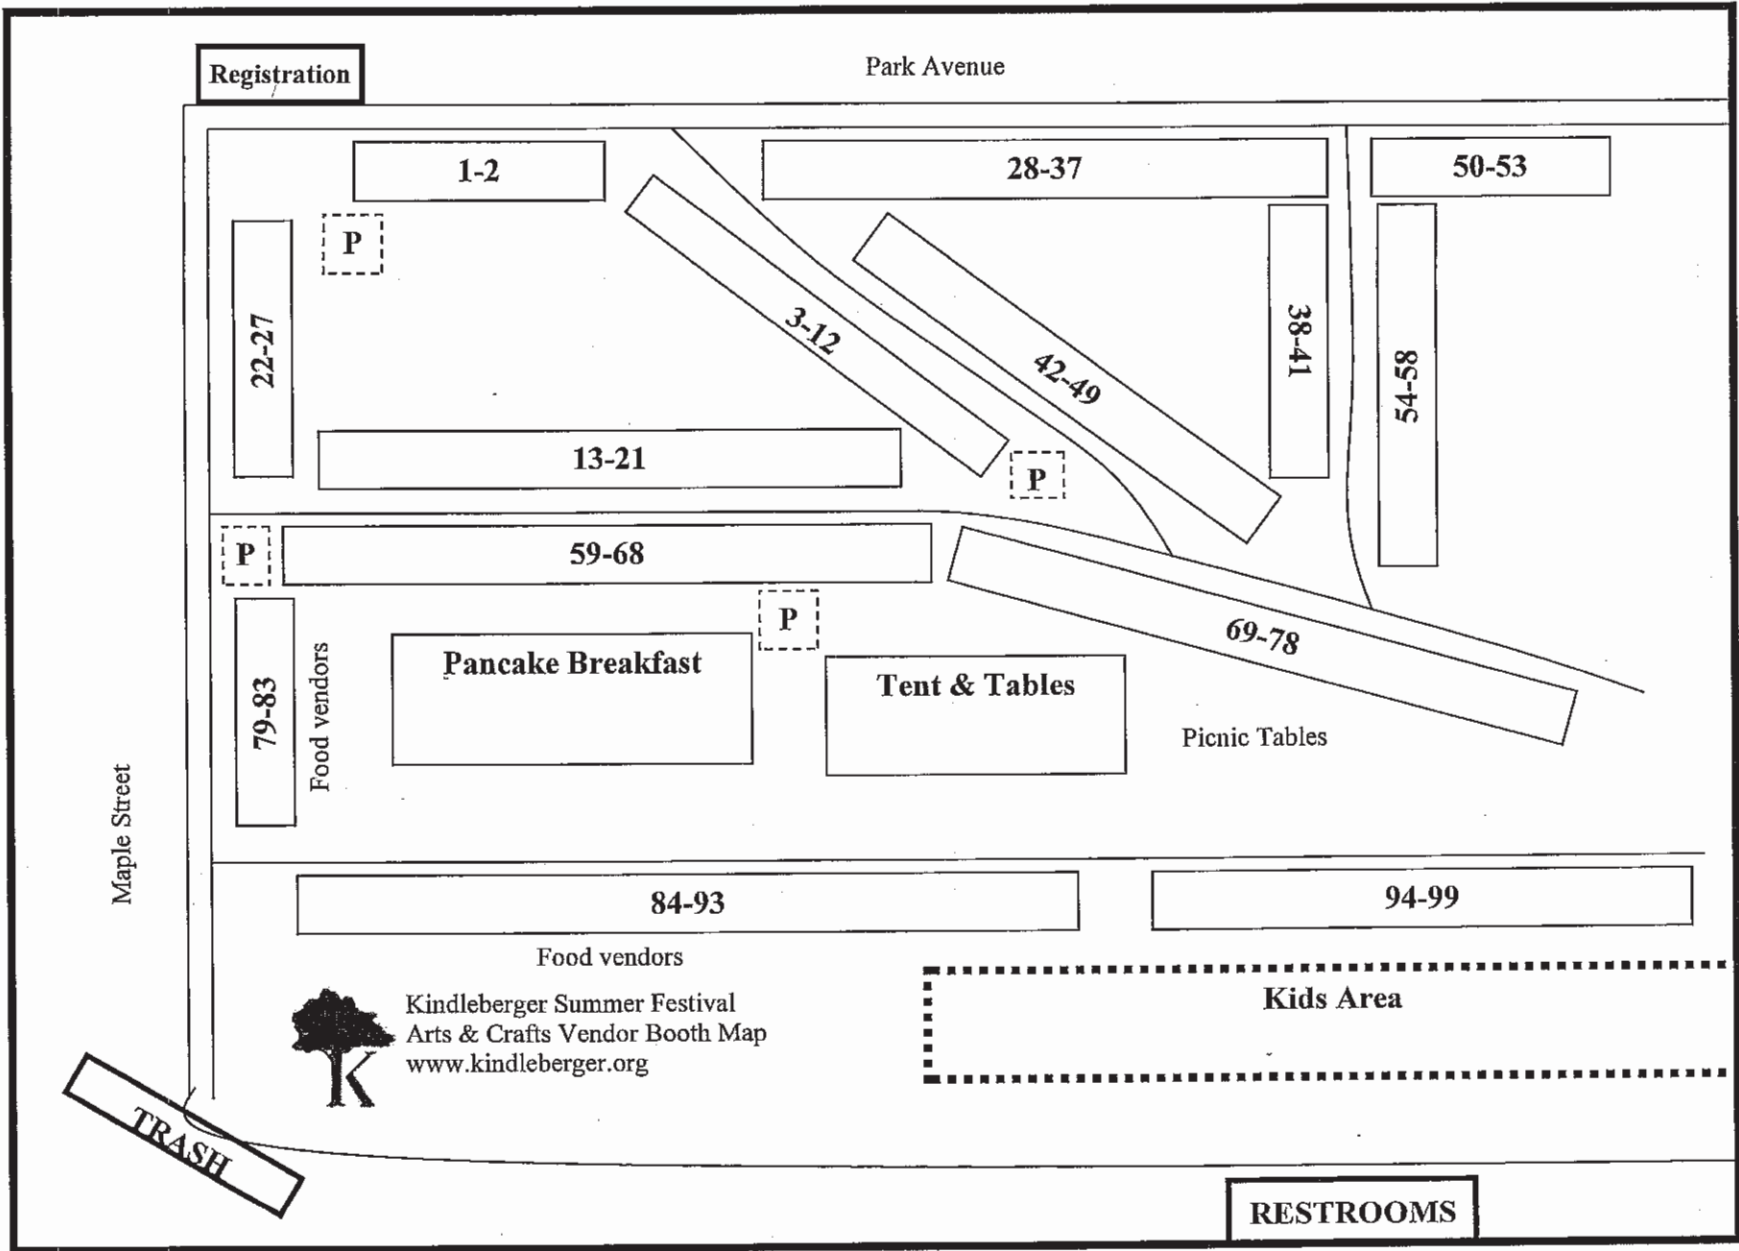 Registration
Park Avenue
1-2
28-37
50-53
P
22-27
3-12
42-49
38-41
54-58
13-21
P
P
59-68
P
69-78
79-83
Food vendors
Pancake Breakfast
Tent & Tables
Picnic Tables
Maple Street
84-93
94-99
Food vendors
Kids Area
K
Kindleberger Summer Festival
Arts & Crafts Vendor Booth Map
www.kindleberger.org
TRASH
RESTROOMS